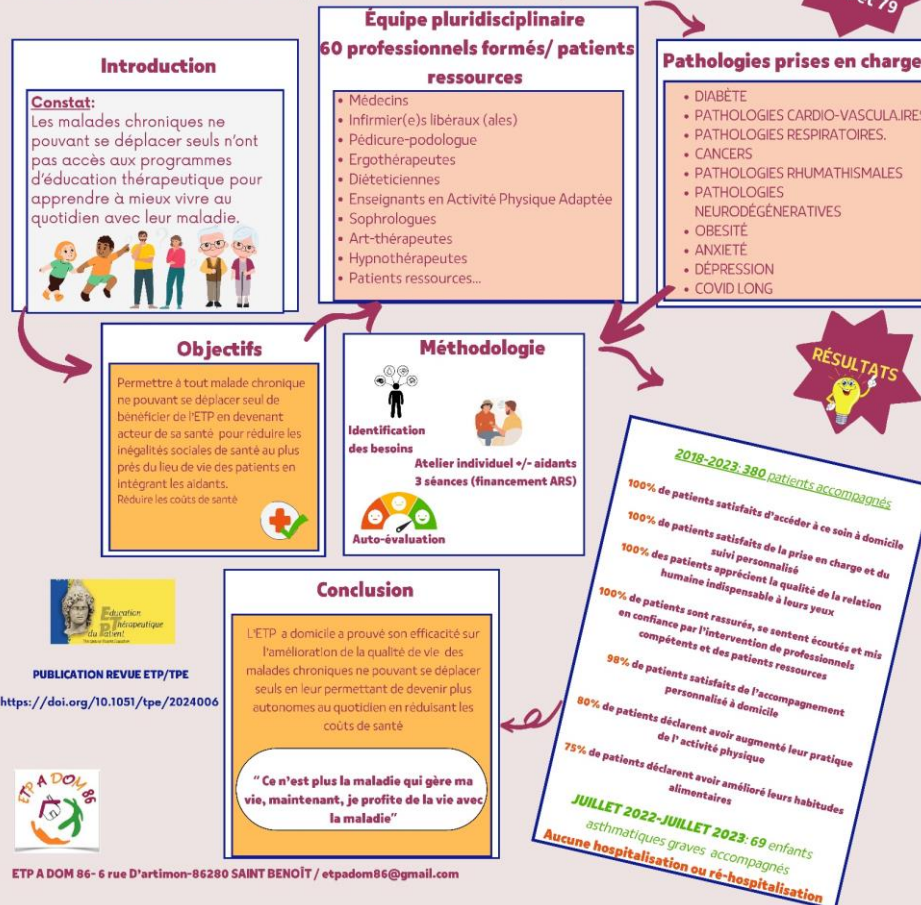 et 79
Introduction
Constat:
Les malades chroniques ne
pouvant se déplacer seuls n'ont
pas accès aux programmes
d'éducation thérapeutique pour
apprendre à mieux vivre au
quotidien avec leur maladie.
Objectifs
Permettre à tout malade chronique
ne pouvant se déplacer seul de
bénéficier de l'ETP en devenant
acteur de sa santé pour réduire les
inégalités sociales de santé au plus
près du lieu de vie des patients en
intégrant les aidants.
Réduire les coûts de santé
Équipe pluridisciplinaire
60 professionnels formés/ patients
ressources
• Médecins
• Infirmier(e)s libéraux (ales)
• Pédicure-podologue
• Ergothérapeutes
• Diététiciennes
• Enseignants en Activité Physique Adaptée
• Sophrologues
• Art-thérapeutes
• Hypnothérapeutes
• Patients ressources...
Pathologies prises en charge
• DIABÈTE
• PATHOLOGIES CARDIO-VASCULAIRES
• PATHOLOGIES RESPIRATOIRES.
• CANCERS
• PATHOLOGIES RHUMATHISMALES
• PATHOLOGIES
NEURODÉGÉNERATIVES
• OBESITÉ
• ANXIETÉ
• DÉPRESSION
• COVID LONG
Méthodologie
Identification
des besoins
Atelier individuel +/- aidants
3 séances (financement ARS)
Auto-évaluation
RÉSULTATS
2018-2023: 380 patients accompagnés
100% de patients satisfaits d'accéder à ce soin à domicile
100% de patients satisfaits de la prise en charge et du
suivi personnalisé
100% des patients apprécient la qualité de la relation
humaine indispensable à leurs yeux
100% de patients sont rassurés, se sentent écoutés et mis
en confiance par l'intervention de professionnels
compétents et des patients ressources
98% de patients satisfaits de l'accompagnement
personnalisé à domicile
80% de patients déclarent avoir augmenté leur pratique
de l' activité physique
75% de patients déclarent avoir amélioré leurs habitudes
alimentaires
JUILLET 2022-JUILLET 2023: 69 enfants
asthmatiques graves accompagnés
Aucune hospitalisation ou ré-hospitalisation
Conclusion
L'ETP a domicile a prouvé son efficacité sur
l'amélioration de la qualité de vie des
malades chroniques ne pouvant se déplacer
seuls en leur permettant de devenir plus
autonomes au quotidien en réduisant les
coûts de santé
" Ce n'est plus la maladie qui gère ma
vie, maintenant, je profite de la vie avec
la maladie"
Education
Thérapeutique
du Patient
PUBLICATION REVUE ETP/TPE
https://doi.org/10.1051/tpe/2024006
ETP A DOM 86
ETP A DOM 86- 6 rue D'artimon-86280 SAINT BENOÎT / etpadom86@gmail.com